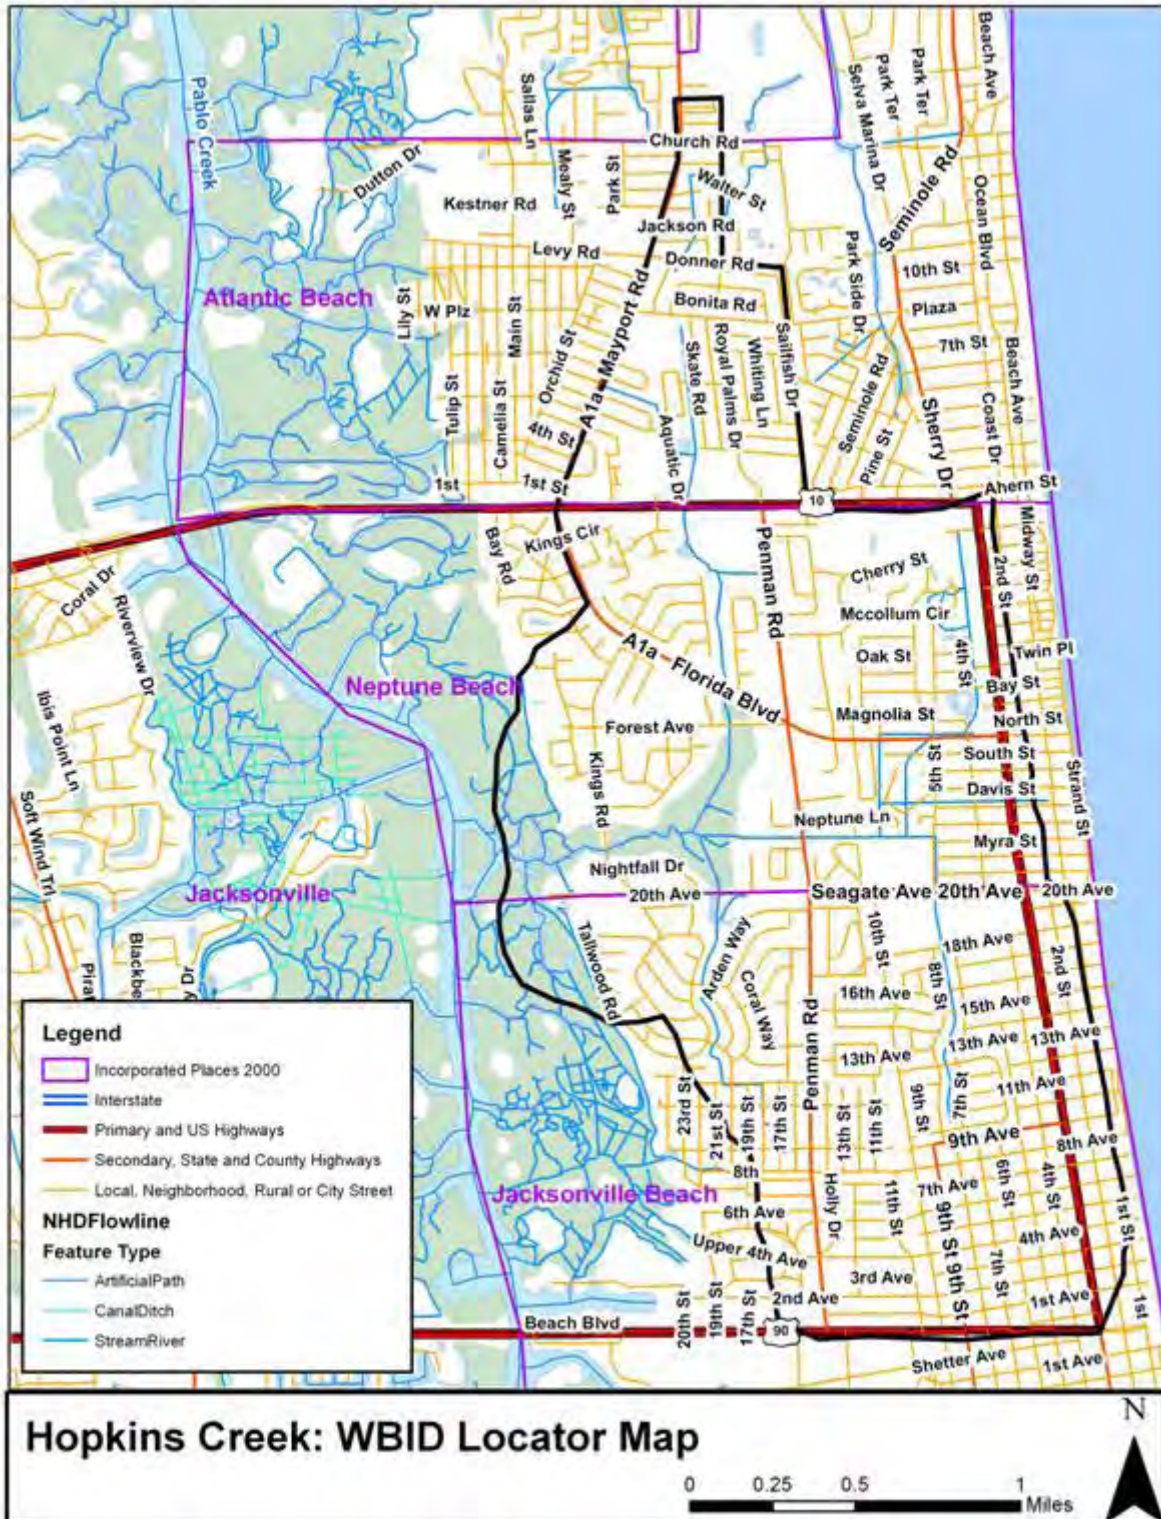 Pablo Creek
Sallas Ln
Mealy St
Park St
Church Rd
Walter St
Selva Marina Dr
Park Ter
Park Ter
Beach Ave
Seminole Rd
Ocean Blvd
Dutton Dr
Kestner Rd
Jackson Rd
Levy Rd
Donner Rd
Park Side Dr
10th St
Atlantic Beach
Lily St
W Plz
Main St
Orchid St
A1a- Mayport Rd
Bonita Rd
Skate Rd
Royal Palms Dr
Whiting Ln
Sailfish Dr
Plaza
7th St
Beach Ave
Tulip St
Camelia St
4th St
Aquatic Dr
Seminole Rd
Pine St
Sherry Dr
Coast Dr
1st
1st St
10
Ahern St
Bay Rd
Kings Cir
Penman Rd
Cherry St
2nd St
Midway St
Coral Dr
Riverview Dr
Mccollum Cir
4th St
Oak St
Twin Pl
A1a - Florida Blvd
Neptune Beach
Bay St
Ibis Point Ln
Forest Ave
Magnolia St
North St
Kings Rd
5th St
South St
Strand St
Davis St
Soft Wind Trl
Neptune Ln
Myra St
Nightfall Dr
Jacksonville
20th Ave
Seagate Ave
20th Ave
20th Ave
Tallwood Rd
Arden Way
Coral Way
10th St
18th Ave
2nd St
8th St
16th Ave
15th Ave
Penman Rd
13th Ave
13th Ave
13th Ave
23rd St
21st St
19th St
17th St
13th St
11th St
9th St
7th St
11th Ave
9th Ave
8th Ave
8th
Jacksonville Beach
6th Ave
Holly Dr
11th St
7th Ave
9th St
9th St
6th St
4th St
1st St
Upper 4th Ave
7th St
4th Ave
3rd Ave
2nd Ave
1st Ave
1st
Beach Blvd
20th St
19th St
17th St
90
Shetter Ave
1st Ave
Legend
Incorporated Places 2000
Interstate
Primary and US Highways
Secondary, State and County Highways
Local, Neighborhood, Rural or City Street
NHDFlowline
Feature Type
ArtificialPath
CanalDitch
StreamRiver
Hopkins Creek: WBID Locator Map
N
0 0.25 0.5 1
Miles